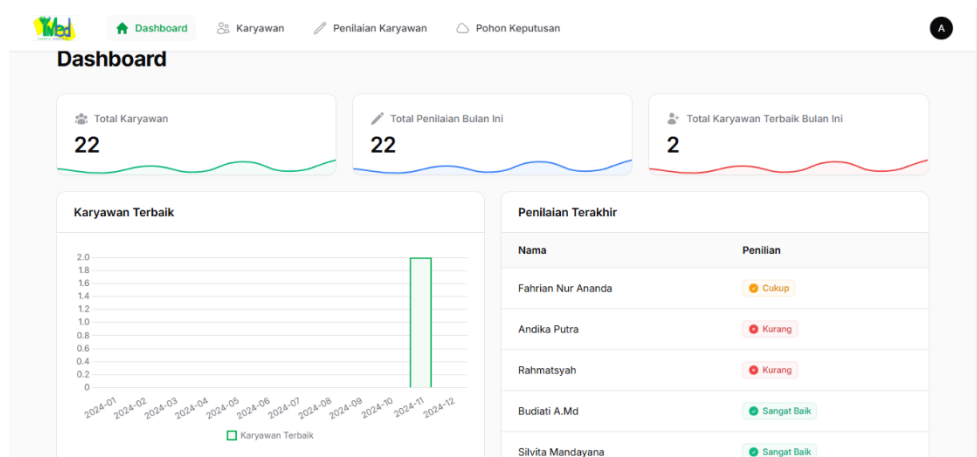 YMed
Dashboard
Karyawan
Penilaian Karyawan
Pohon Keputusan
A
Dashboard
Total Karyawan
22
Total Penilaian Bulan Ini
22
Total Karyawan Terbaik Bulan Ini
2
Karyawan Terbaik
2.0
1.8
1.6
1.4
1.2
1.0
0.8
0.6
0.4
0.2
0
2024-01
2024-02
2024-03
2024-04
2024-05
2024-06
2024-07
2024-08
2024-09
2024-10
2024-11
2024-12
Karyawan Terbaik
Penilaian Terakhir
Nama Penilian
Fahrian Nur Ananda Cukup
Andika Putra Kurang
Rahmatsyah Kurang
Budiati A.Md Sangat Baik
Silvita Mandayana Sangat Baik